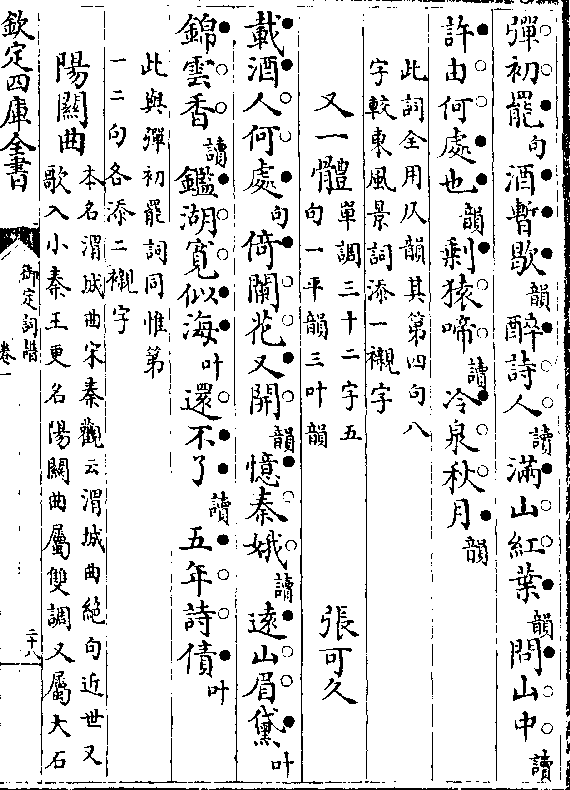 彈初罷句酒暫歇韻醉詩人讀滿山紅葉韻問山中讀
許由何處也韻剩猿啼讀冷泉秋月韻
此詞全用仄韻其第四句八
字較東風景詞添一襯字
又一體單調三十二字五
句一平韻三叶韻
張可久
載酒人何處句倚闌花又開韻憶秦娥讀遠山眉黛叶
錦雲香讀鑑湖寬似海叶還不了讀五年詩債叶
此與彈初罷詞同惟第
一二句各添二襯字
陽關曲本名渭城曲宋秦觀云渭城曲絶句近世又
歌入小秦王更名陽關曲屬雙調又屬大石
欽定四庫全書
御定詞譜
卷一
二十八